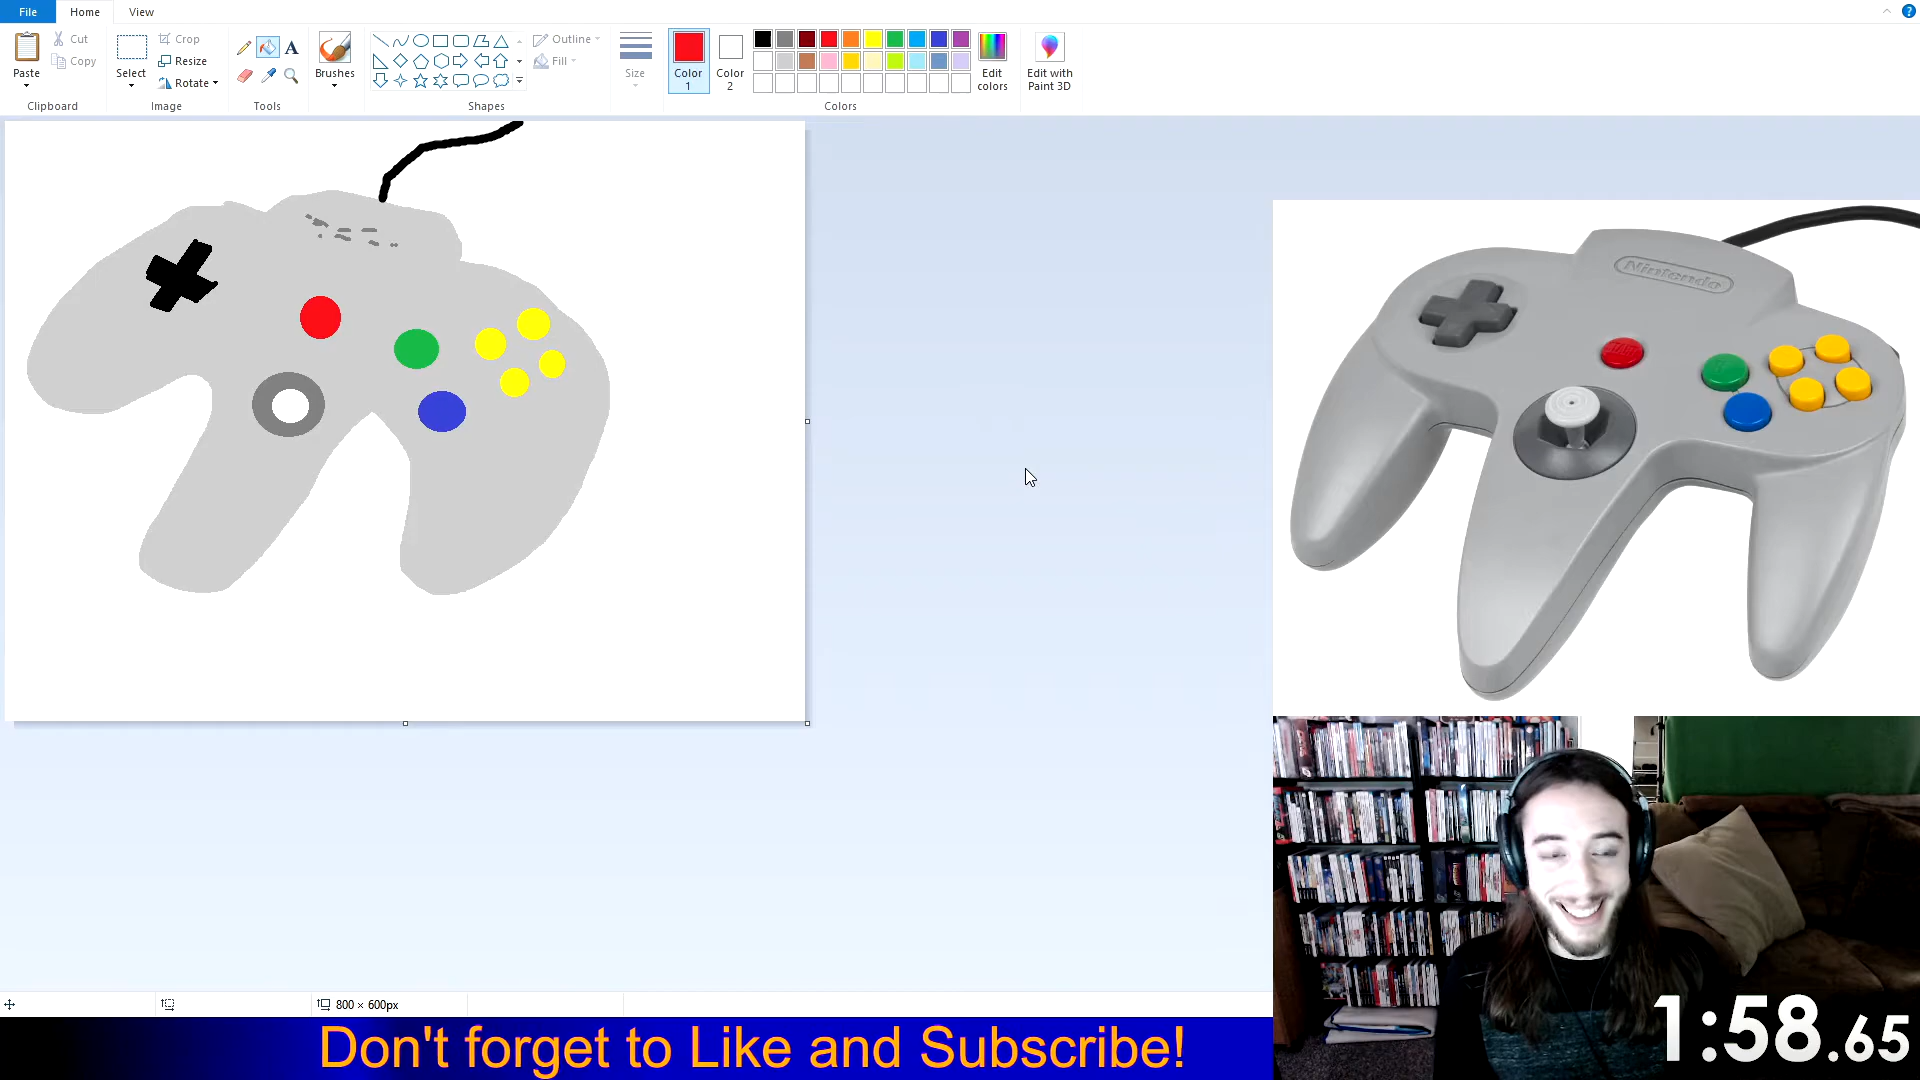 File Home View
Paste Cut Copy Clipboard
Select Crop Resize Rotate Image
Tools
Brushes
Shapes Outline Fill
Size
Color 1 Color 2 Edit colors Colors
Edit with Paint 3D
Nintendo
START
800 × 600px
Don't forget to Like and Subscribe!
1:58.65